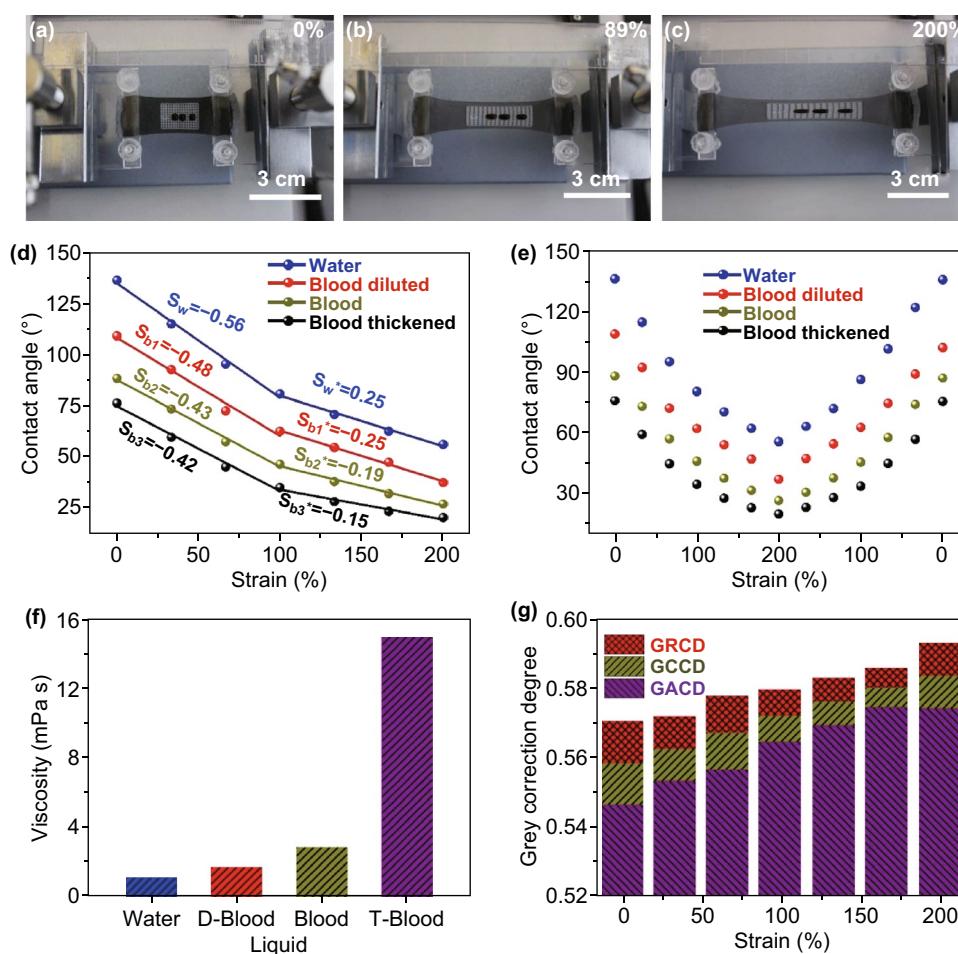 (a) 0%
(b) 89%
(c) 200%
3 cm
3 cm
3 cm
(d)
150
125
100
75
50
25
Contact angle (°)
Water
Blood diluted
Blood
Blood thickened
Sw=−0.56
Sb1=−0.48
Sb2=−0.43
Sb3=−0.42
Sw*=0.25
Sb1*=−0.25
Sb2*=−0.19
Sb3*=−0.15
0 50 100 150 200
Strain (%)
(e)
150
120
90
60
30
Contact angle (°)
Water
Blood diluted
Blood
Blood thickened
0 100 200 100 0
Strain (%)
(f)
16
12
8
4
0
Viscosity (mPa s)
Water D-Blood Blood T-Blood
Liquid
(g)
0.60
0.58
0.56
0.54
0.52
Grey correction degree
GRCD
GCCD
GACD
0 50 100 150 200
Strain (%)